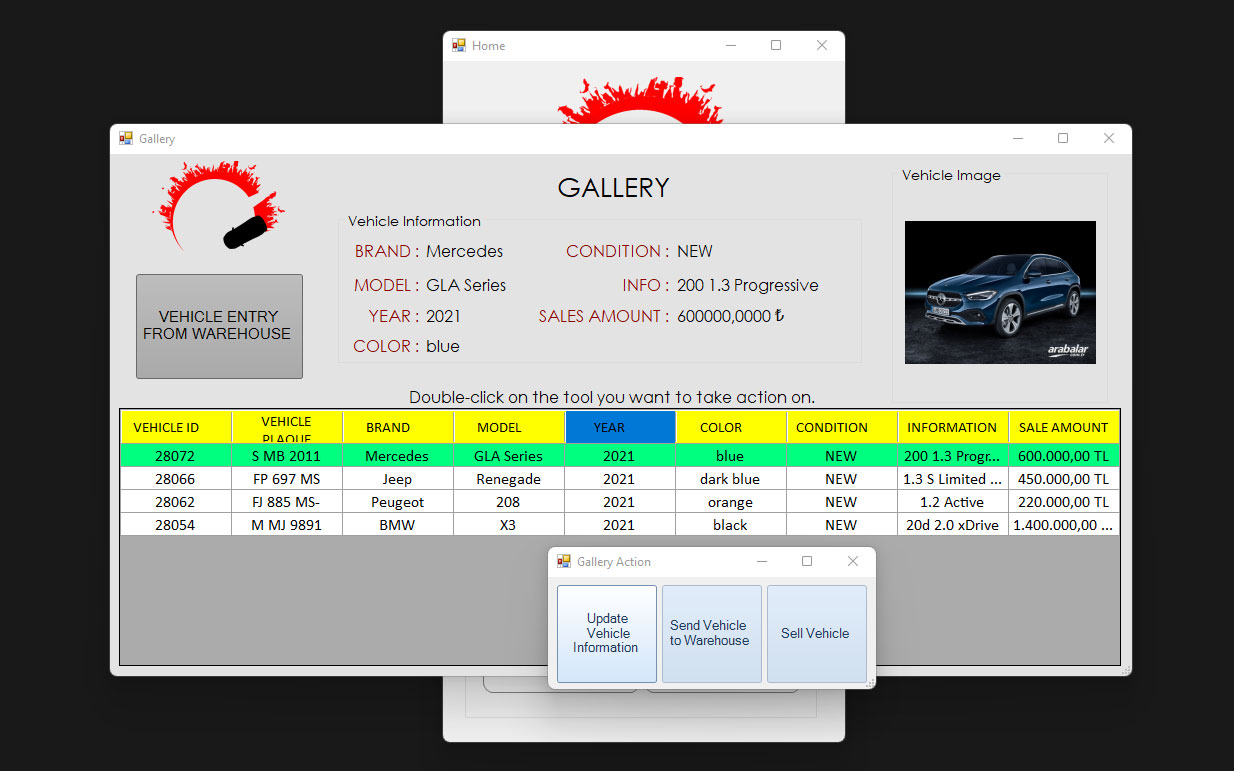 Home
Gallery
GALLERY
Vehicle Image
Vehicle Information
BRAND : Mercedes
CONDITION : NEW
MODEL : GLA Series
INFO : 200 1.3 Progressive
YEAR : 2021
SALES AMOUNT : 600000,0000 ₺
COLOR : blue
VEHICLE ENTRY
FROM WAREHOUSE
arabalar
.com.tr
Double-click on the tool you want to take action on.
VEHICLE ID VEHICLE PLAQUE BRAND MODEL YEAR COLOR CONDITION INFORMATION SALE AMOUNT
28072 S MB 2011 Mercedes GLA Series 2021 blue NEW 200 1.3 Progr... 600.000,00 TL
28066 FP 697 MS Jeep Renegade 2021 dark blue NEW 1.3 S Limited ... 450.000,00 TL
28062 FJ 885 MS- Peugeot 208 2021 orange NEW 1.2 Active 220.000,00 TL
28054 M MJ 9891 BMW X3 2021 black NEW 20d 2.0 xDrive 1.400.000,00 ...
Gallery Action
Update
Vehicle
Information
Send Vehicle
to Warehouse
Sell Vehicle